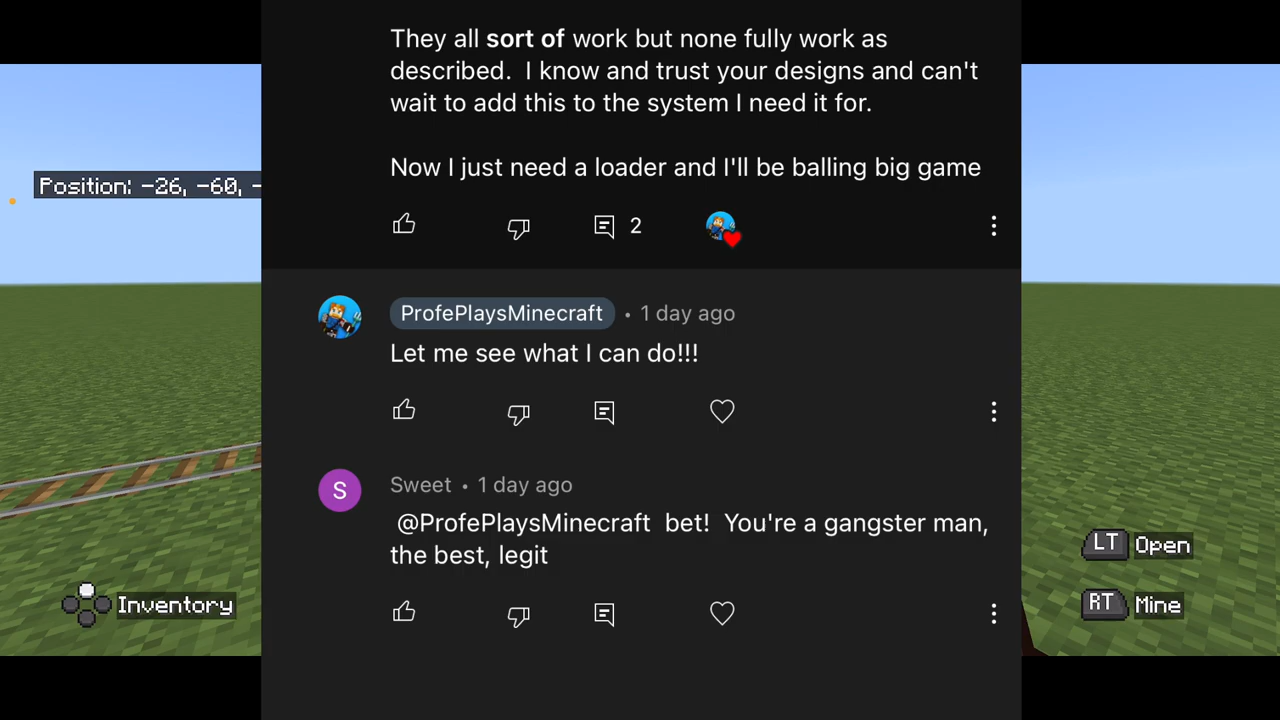 They all sort of work but none fully work as
described.  I know and trust your designs and can't
wait to add this to the system I need it for.
Now I just need a loader and I'll be balling big game
Position: -26, -60, -
2
ProfePlaysMinecraft • 1 day ago
Let me see what I can do!!!
S
Sweet • 1 day ago
@ProfePlaysMinecraft  bet!  You're a gangster man,
the best, legit
LT Open
Inventory
RT Mine